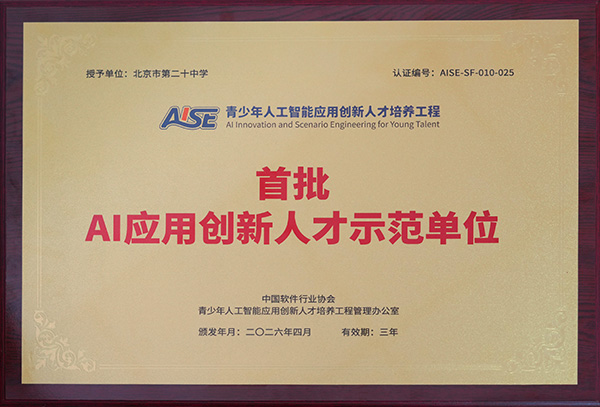 授予单位：北京市第二十中学
认证编号：AISE-SF-010-025
AISE 青少年人工智能应用创新人才培养工程
AI Innovation and Scenario Engineering for Young Talent
首批
AI应用创新人才示范单位
中国软件行业协会
青少年人工智能应用创新人才培养工程管理办公室
颁发年月：二〇二六年四月 有效期：三年